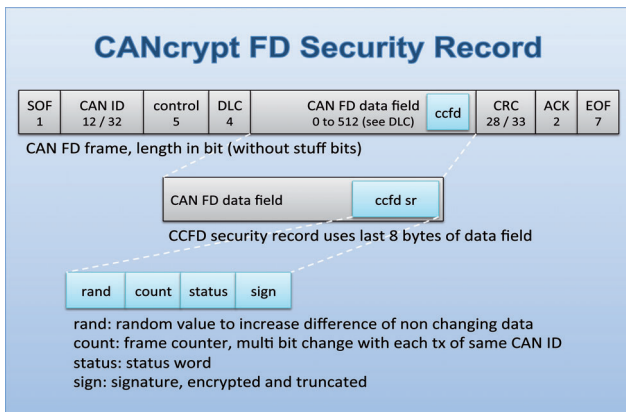 CANcrypt FD Security Record
SOF CAN ID control DLC CAN FD data field ccfd CRC ACK EOF
1 12 / 32 5 4 0 to 512 (see DLC) 28 / 33 2 7
CAN FD frame, length in bit (without stuff bits)
CAN FD data field ccfd sr
CCFD security record uses last 8 bytes of data field
rand count status sign
rand: random value to increase difference of non changing data
count: frame counter, multi bit change with each tx of same CAN ID
status: status word
sign: signature, encrypted and truncated